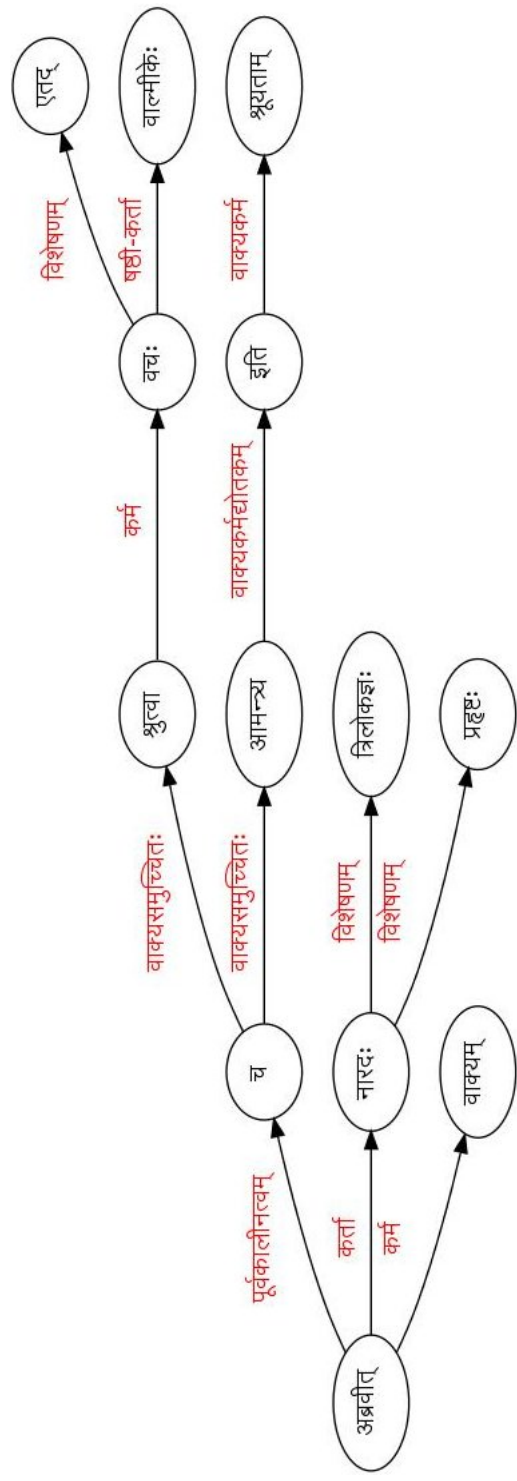 एतद्
विशेषणम्
वाल्मीकेः
षष्ठी-कर्ता
वचः
श्रूयताम्
वाक्यकर्म
इति
कर्म
वाक्यकर्मद्योतकम्
श्रुत्वा
आमन्त्र्य
त्रिलोकज्ञः
प्रहृष्टः
वाक्यसमुच्चितः
वाक्यसमुच्चितः
विशेषणम्
विशेषणम्
च
नारदः
वाक्यम्
पूर्वकालीनत्वम्
कर्ता
कर्म
अब्रवीत्